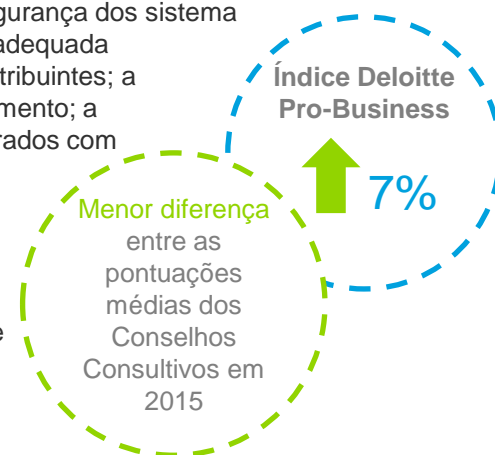 gurança dos sistema
adequada
tribuintes; a
mento; a
rados com
e
Índice Deloitte
Pro-Business
7%
Menor diferença
entre as
pontuações
médias dos
Conselhos
Consultivos em
2015